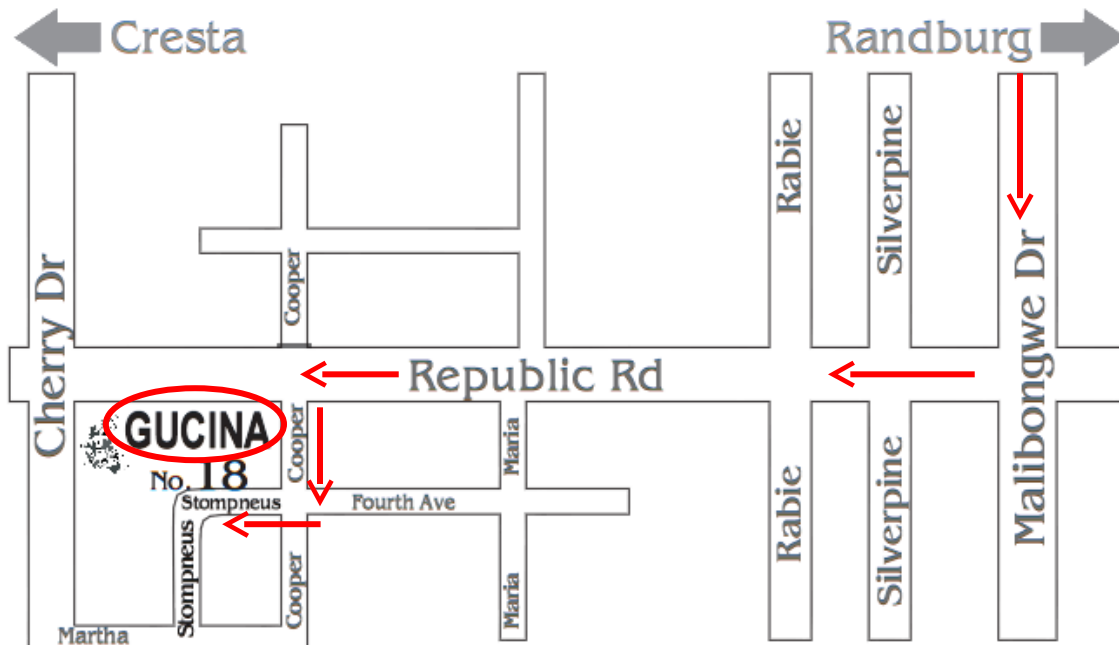 Cresta
Randburg
Rabie
Silverpine
Malibongwe Dr
Cherry Dr
Cooper
Republic Rd
GUCINA
No. 18
Cooper
Maria
Stompneus
Fourth Ave
Stompneus
Cooper
Maria
Rabie
Silverpine
Martha